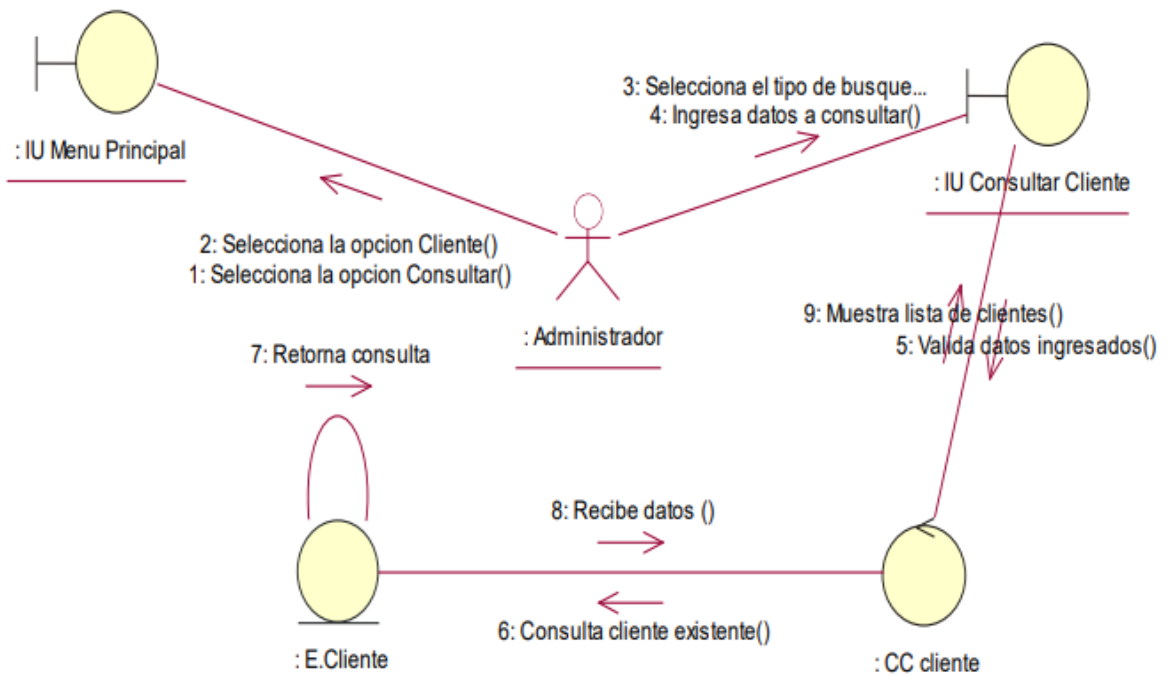 3: Selecciona el tipo de busque...
4: Ingresa datos a consultar()
: IU Menu Principal
: IU Consultar Cliente
2: Selecciona la opcion Cliente()
1: Selecciona la opcion Consultar()
: Administrador
9: Muestra lista de clientes()
5: Valida datos ingresados()
7: Retorna consulta
8: Recibe datos ()
6: Consulta cliente existente()
: E.Cliente
: CC cliente